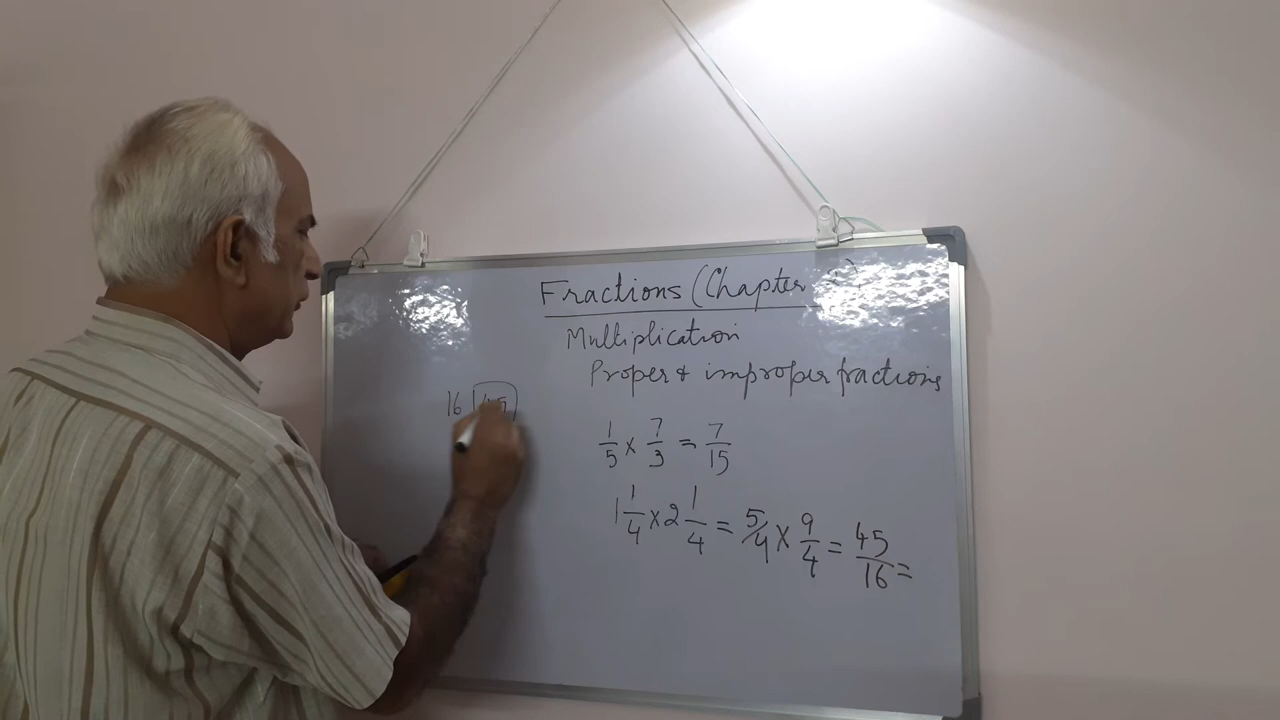 Fractions (Chapter
Multiplication
Proper & improper fractions
16 45
1/5 × 7/3 = 7/15
1 1/4 × 2 1/4 = 5/4 × 9/4 = 45/16 =